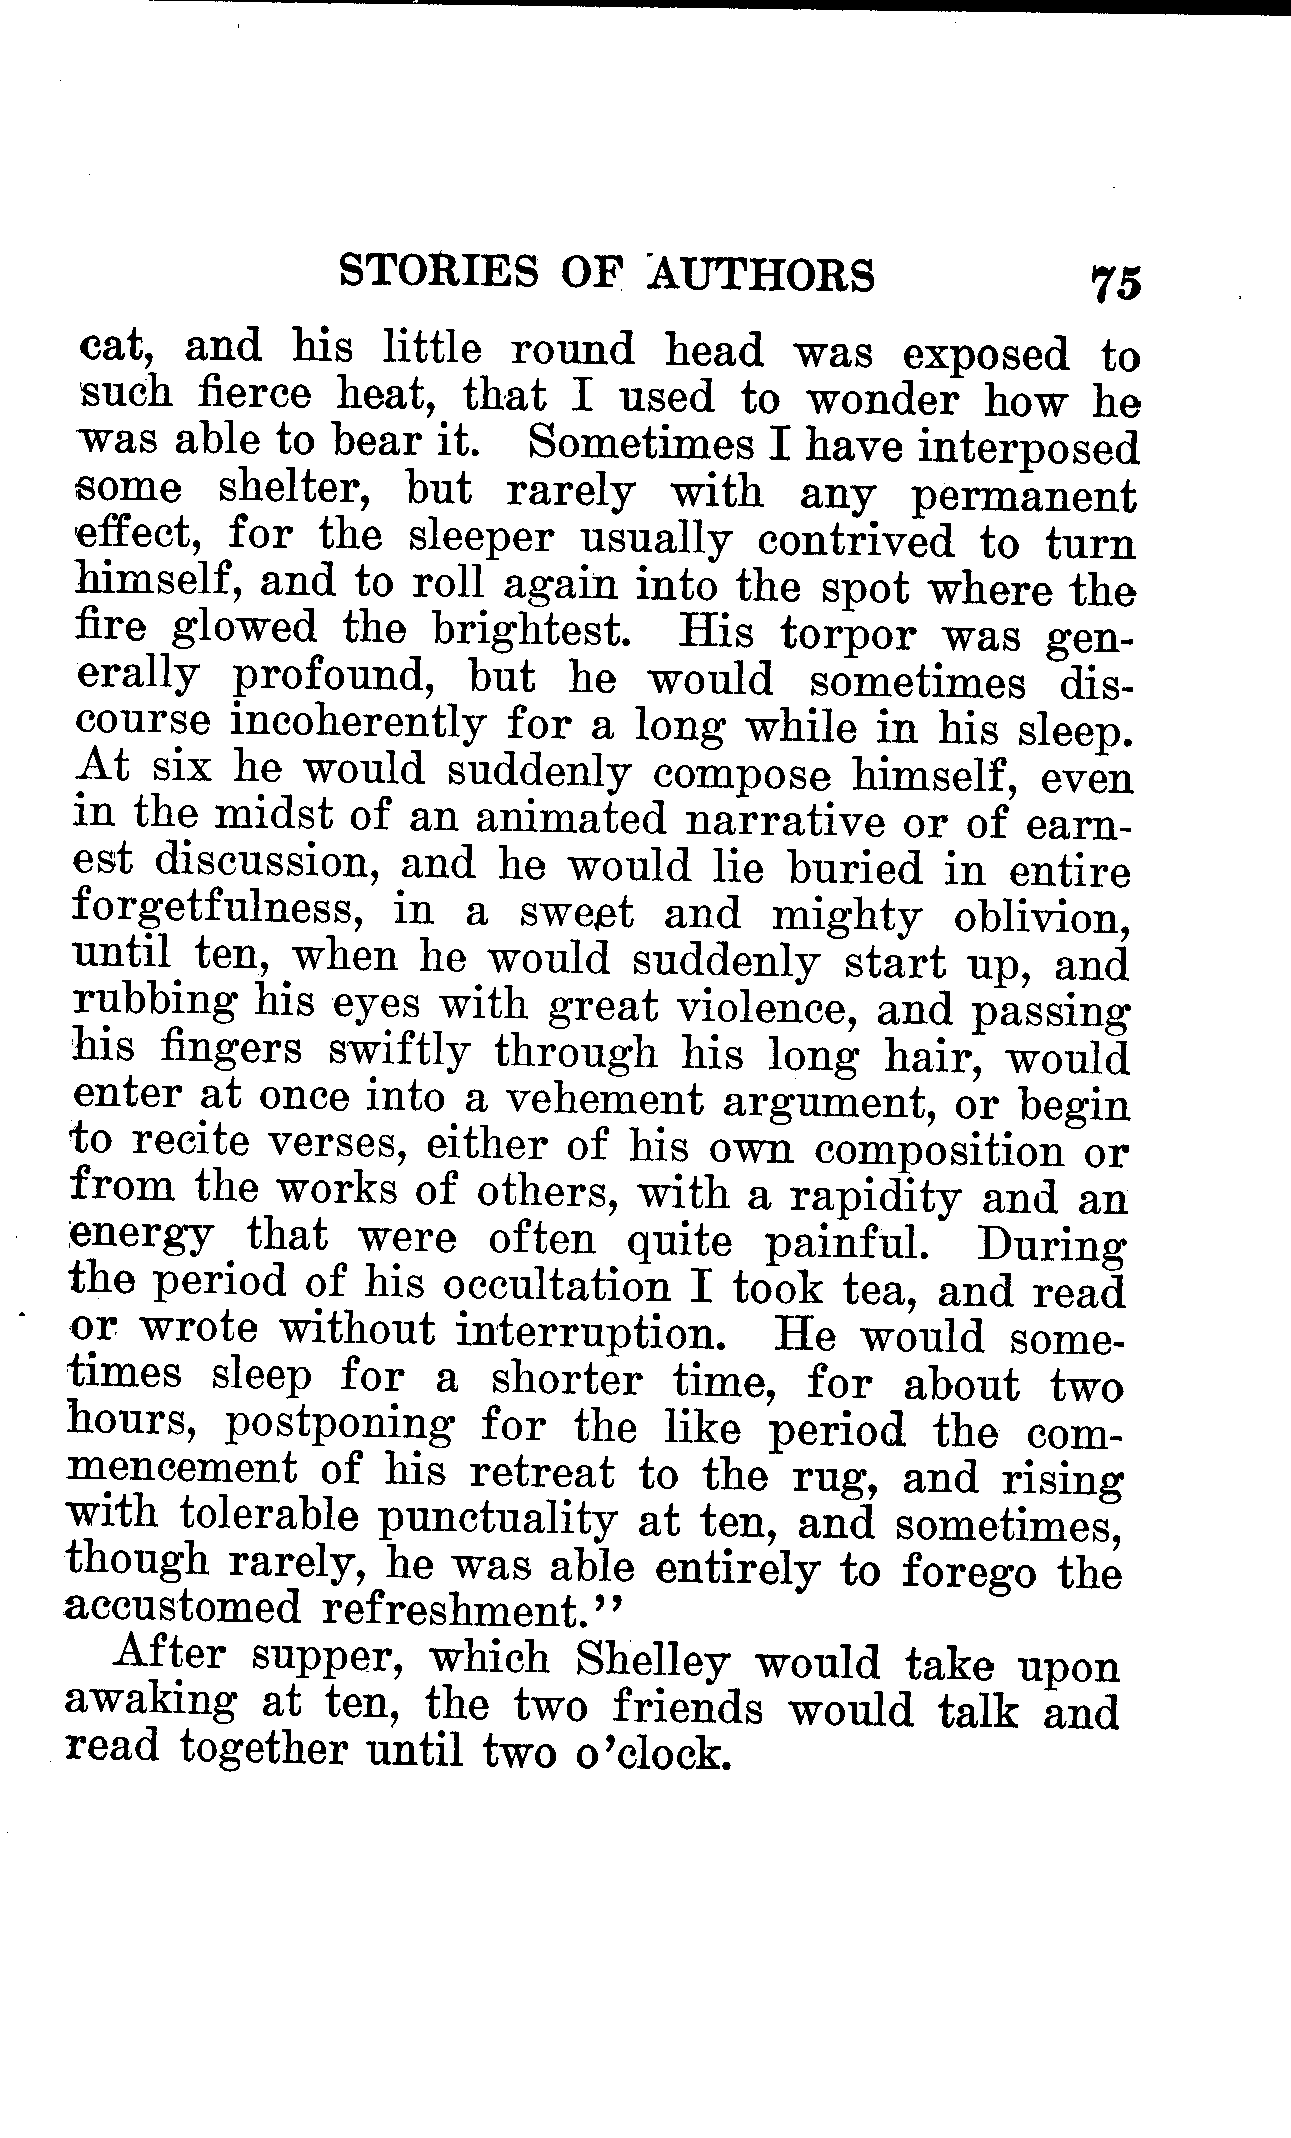 STORIES OF AUTHORS 75
cat, and his little round head was exposed to
such fierce heat, that I used to wonder how he
was able to bear it. Sometimes I have interposed
some shelter, but rarely with any permanent
effect, for the sleeper usually contrived to turn
himself, and to roll again into the spot where the
fire glowed the brightest. His torpor was gen-
erally profound, but he would sometimes dis-
course incoherently for a long while in his sleep.
At six he would suddenly compose himself, even
in the midst of an animated narrative or of earn-
est discussion, and he would lie buried in entire
forgetfulness, in a sweet and mighty oblivion,
until ten, when he would suddenly start up, and
rubbing his eyes with great violence, and passing
his fingers swiftly through his long hair, would
enter at once into a vehement argument, or begin
to recite verses, either of his own composition or
from the works of others, with a rapidity and an
energy that were often quite painful. During
the period of his occultation I took tea, and read
or wrote without interruption. He would some-
times sleep for a shorter time, for about two
hours, postponing for the like period the com-
mencement of his retreat to the rug, and rising
with tolerable punctuality at ten, and sometimes,
though rarely, he was able entirely to forego the
accustomed refreshment.''
After supper, which Shelley would take upon
awaking at ten, the two friends would talk and
read together until two o'clock.